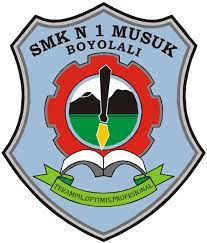 SMK N 1 MUSUK
BOYOLALI
TERAMPIL,OPTIMIS,PROFESIONAL